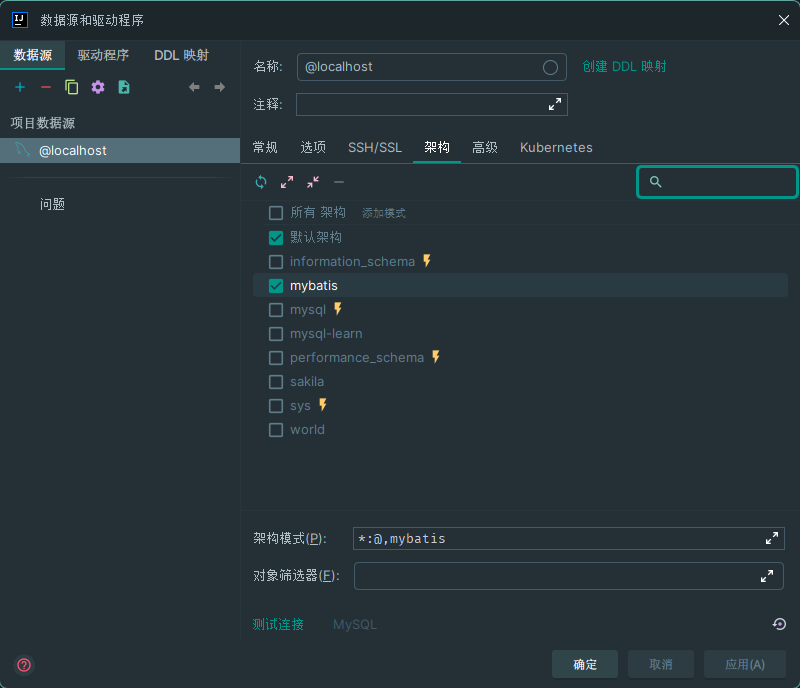 IJ 数据源和驱动程序
数据源 驱动程序 DDL 映射
项目数据源
@localhost
问题
名称: @localhost 创建 DDL 映射
注释:
常规 选项 SSH/SSL 架构 高级 Kubernetes
所有 架构 添加模式
默认架构
information_schema
mybatis
mysql
mysql-learn
performance_schema
sakila
sys
world
架构模式(P): *:@,mybatis
对象筛选器(F):
测试连接 MySQL
确定 取消 应用(A)